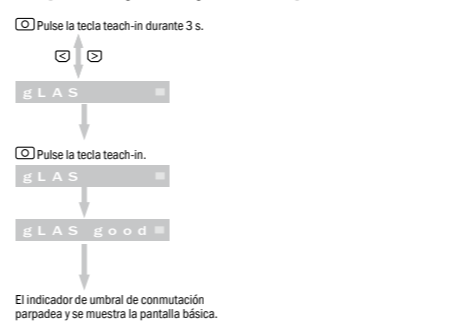 Pulse la tecla teach-in durante 3 s.
< >
gLAS
Pulse la tecla teach-in.
gLAS
gLAS good
El indicador de umbral de conmutación
parpadea y se muestra la pantalla básica.